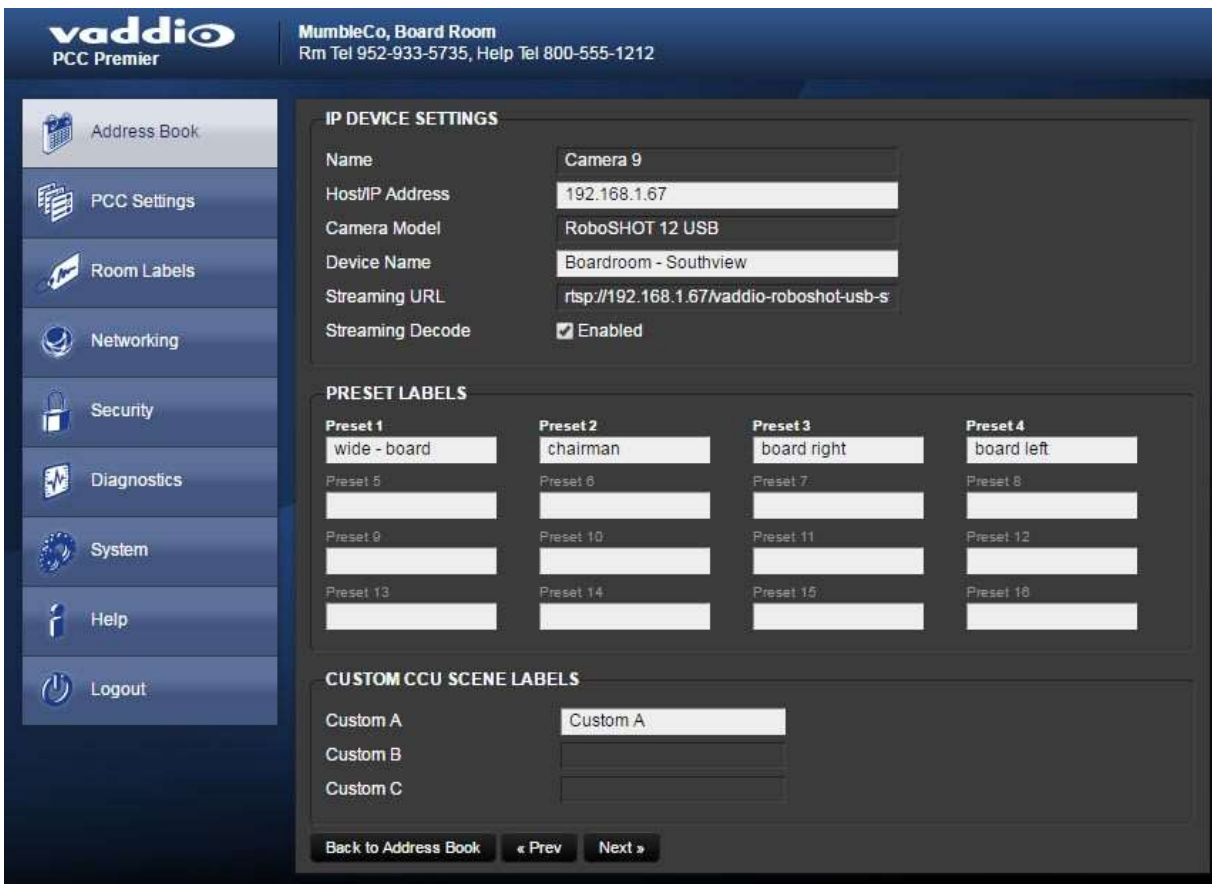 vaddio
PCC Premier
MumbleCo, Board Room
Rm Tel 952-933-5735, Help Tel 800-555-1212
Address Book
PCC Settings
Room Labels
Networking
Security
Diagnostics
System
Help
Logout
IP DEVICE SETTINGS
Name Camera 9
Host/IP Address 192.168.1.67
Camera Model RoboSHOT 12 USB
Device Name Boardroom - Southview
Streaming URL rtsp://192.168.1.67/vaddio-roboshot-usb-s
Streaming Decode Enabled
PRESET LABELS
Preset 1 Preset 2 Preset 3 Preset 4
wide - board chairman board right board left
Preset 5 Preset 6 Preset 7 Preset 8
Preset 9 Preset 10 Preset 11 Preset 12
Preset 13 Preset 14 Preset 15 Preset 16
CUSTOM CCU SCENE LABELS
Custom A Custom A
Custom B
Custom C
Back to Address Book « Prev Next »